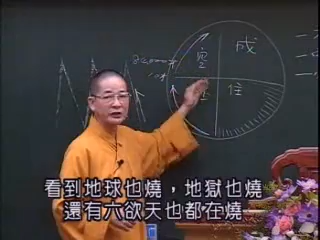 空
成
住
看到地球也燒，地獄也燒
還有六欲天也都在燒